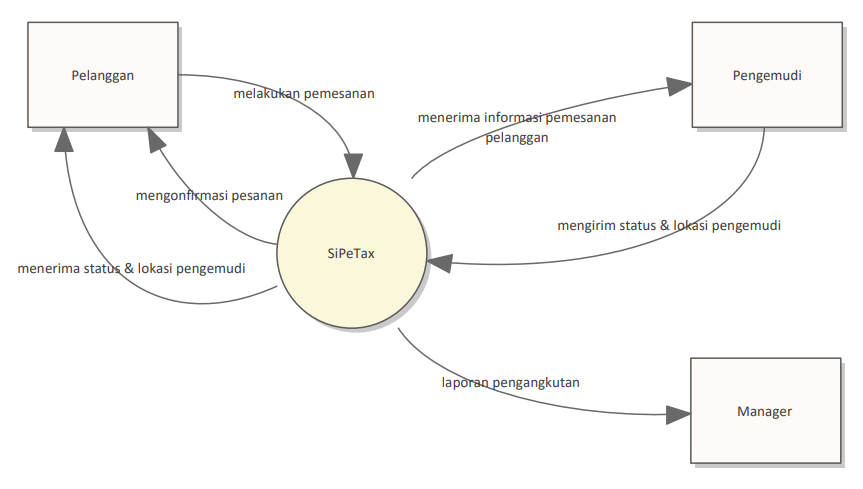 Pelanggan
Pengemudi
melakukan pemesanan
menerima informasi pemesanan
pelanggan
mengonfirmasi pesanan
mengirim status & lokasi pengemudi
SiPeTax
menerima status & lokasi pengemudi
laporan pengangkutan
Manager